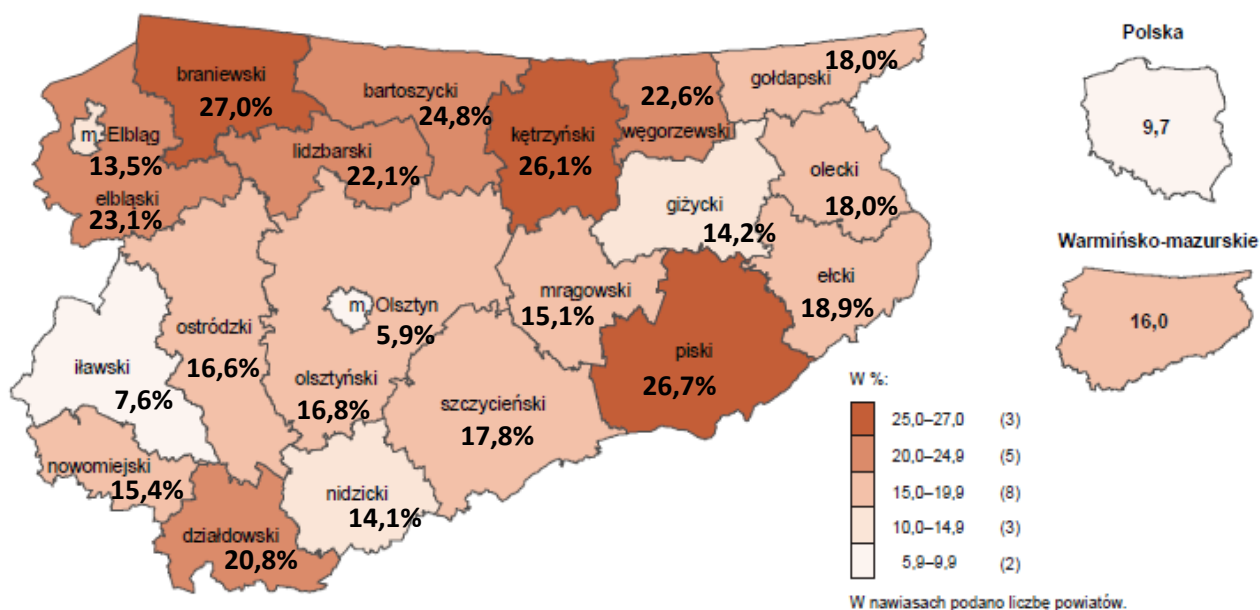 braniewski
27,0%
bartoszycki
24,8%
kętrzyński
26,1%
22,6%
węgorzewski
gołdapski
18,0%
m. Elbląg
13,5%
elbląski
23,1%
lidzbarski
22,1%
giżycki
14,2%
olecki
18,0%
ełcki
18,9%
mrągowski
15,1%
piski
26,7%
m. Olsztyn
5,9%
ostródzki
16,6%
iławski
7,6%
olsztyński
16,8%
szczycieński
17,8%
nowomiejski
15,4%
nidzicki
14,1%
działdowski
20,8%
Polska
9,7
Warmińsko-mazurskie
16,0
W %:
25,0–27,0 (3)
20,0–24,9 (5)
15,0–19,9 (8)
10,0–14,9 (3)
5,9–9,9 (2)
W nawiasach podano liczbę powiatów.